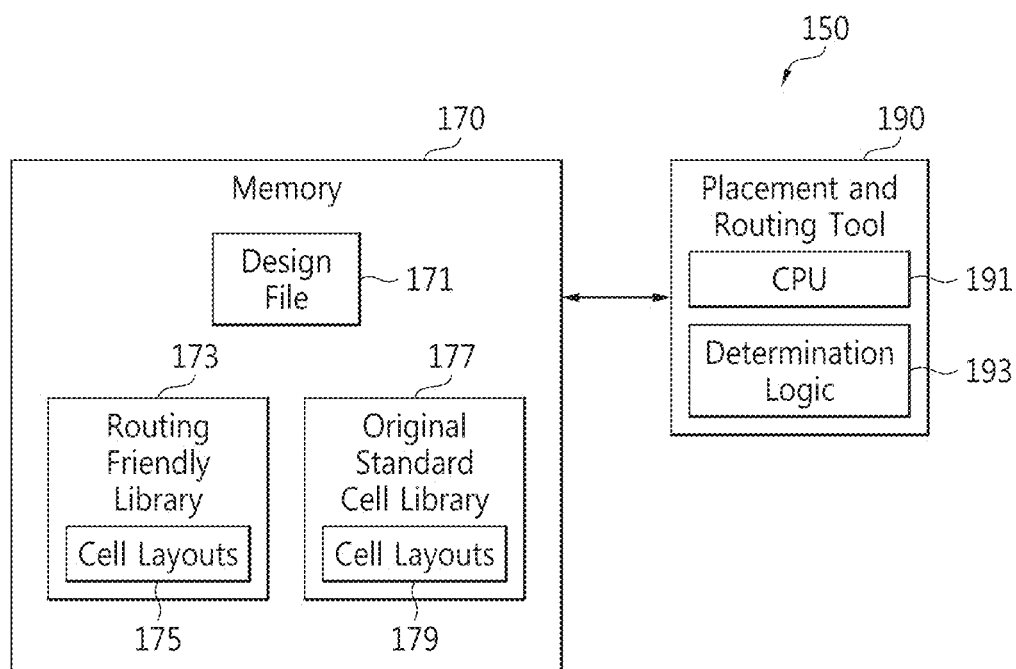 150
170
190
Memory
Placement and
Routing Tool
Design
File
171
CPU
191
Determination
Logic
193
173
177
Routing
Friendly
Library
Original
Standard
Cell Library
Cell Layouts
Cell Layouts
175
179